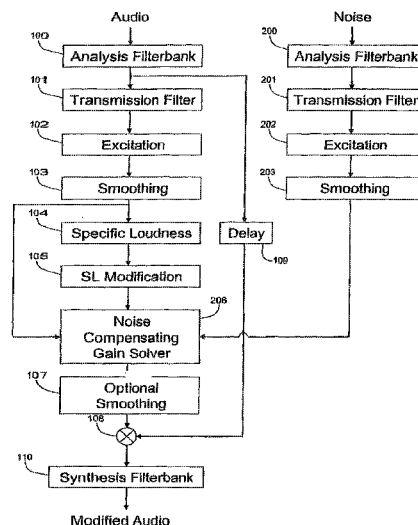 Audio
Noise
100
Analysis Filterbank
200
Analysis Filterbank
101
Transmission Filter
201
Transmission Filter
102
Excitation
202
Excitation
103
Smoothing
203
Smoothing
104
Specific Loudness
Delay
109
105
SL Modification
206
Noise
Compensating
Gain Solver
107
Optional
Smoothing
108
110
Synthesis Filterbank
Modified Audio